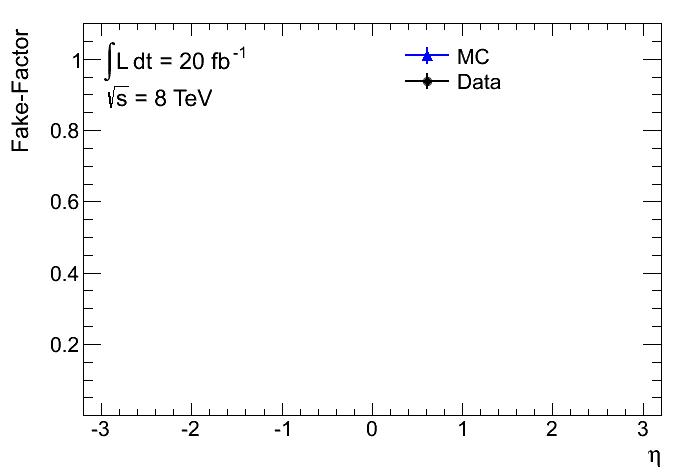 Fake-Factor
∫L dt = 20 fb⁻¹
√s = 8 TeV
MC
Data
1
0.8
0.6
0.4
0.2
-3 -2 -1 0 1 2 3
η